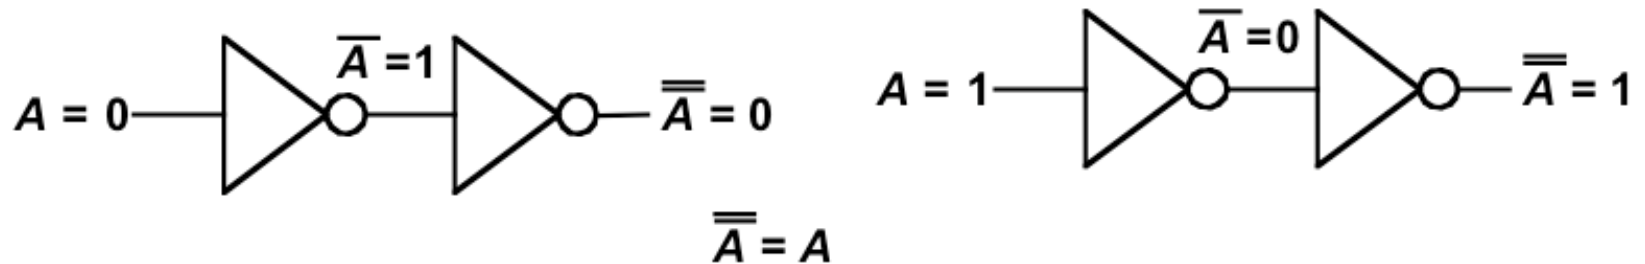 A = 0 A̅ =1 A̿ = 0
A = 1 A̅ =0 A̿ = 1
A̿ = A